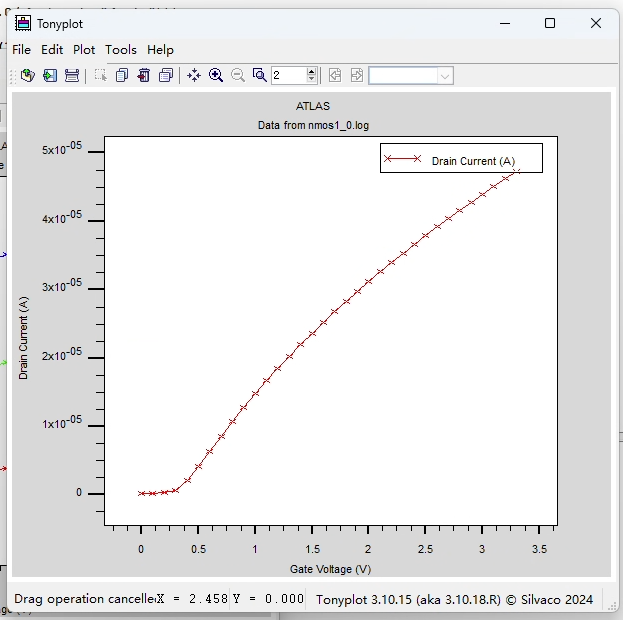 Tonyplot
File Edit Plot Tools Help
2
ATLAS
Data from nmos1_0.log
Drain Current (A)
5x10⁻⁰⁵
4x10⁻⁰⁵
3x10⁻⁰⁵
2x10⁻⁰⁵
1x10⁻⁰⁵
0
Drain Current (A)
0 0.5 1 1.5 2 2.5 3 3.5
Gate Voltage (V)
Drag operation cancelle X = 2.458 Y = 0.000 Tonyplot 3.10.15 (aka 3.10.18.R) © Silvaco 2024